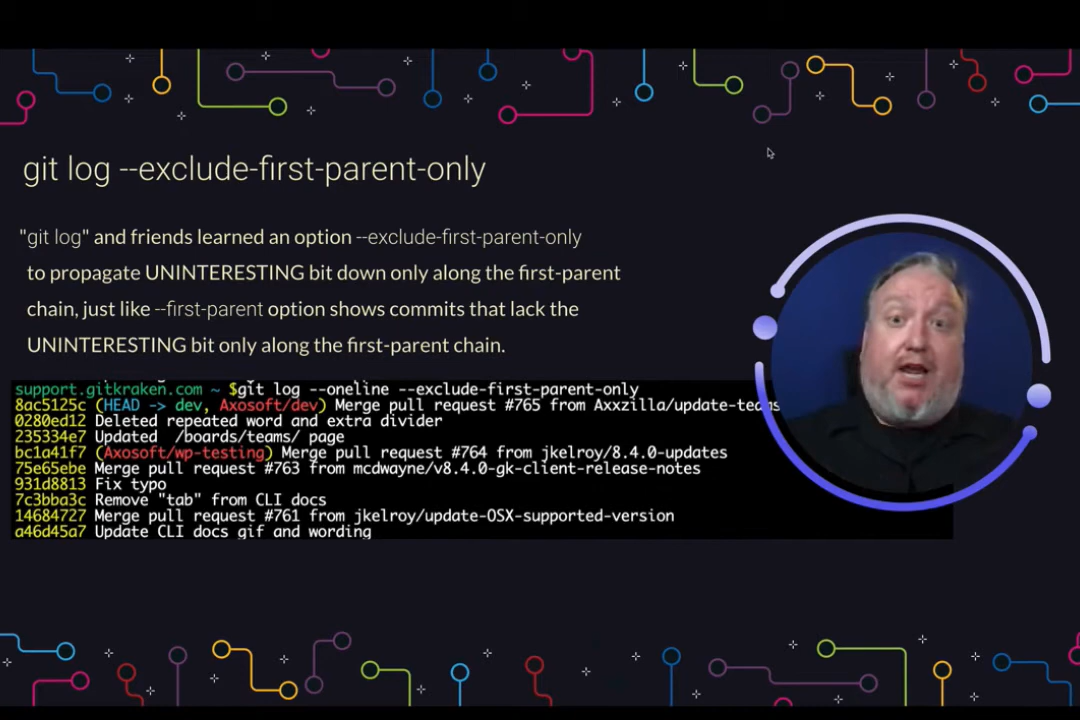 git log --exclude-first-parent-only
"git log" and friends learned an option --exclude-first-parent-only
to propagate UNINTERESTING bit down only along the first-parent
chain, just like --first-parent option shows commits that lack the
UNINTERESTING bit only along the first-parent chain.
support.gitkraken.com ~ $git log --oneline --exclude-first-parent-only
8ac5125c (HEAD -> dev, Axosoft/dev) Merge pull request #765 from Axxzilla/update-teams
0280ed12 Deleted repeated word and extra divider
235334e7 Updated /boards/teams/ page
bc1a41f7 (Axosoft/wp-testing) Merge pull request #764 from jkelroy/8.4.0-updates
75e65ebe Merge pull request #763 from mcdwayne/v8.4.0-gk-client-release-notes
931d8813 Fix typo
7c3bba3c Remove "tab" from CLI docs
14684727 Merge pull request #761 from jkelroy/update-OSX-supported-version
a46d45a7 Update CLI docs gif and wording